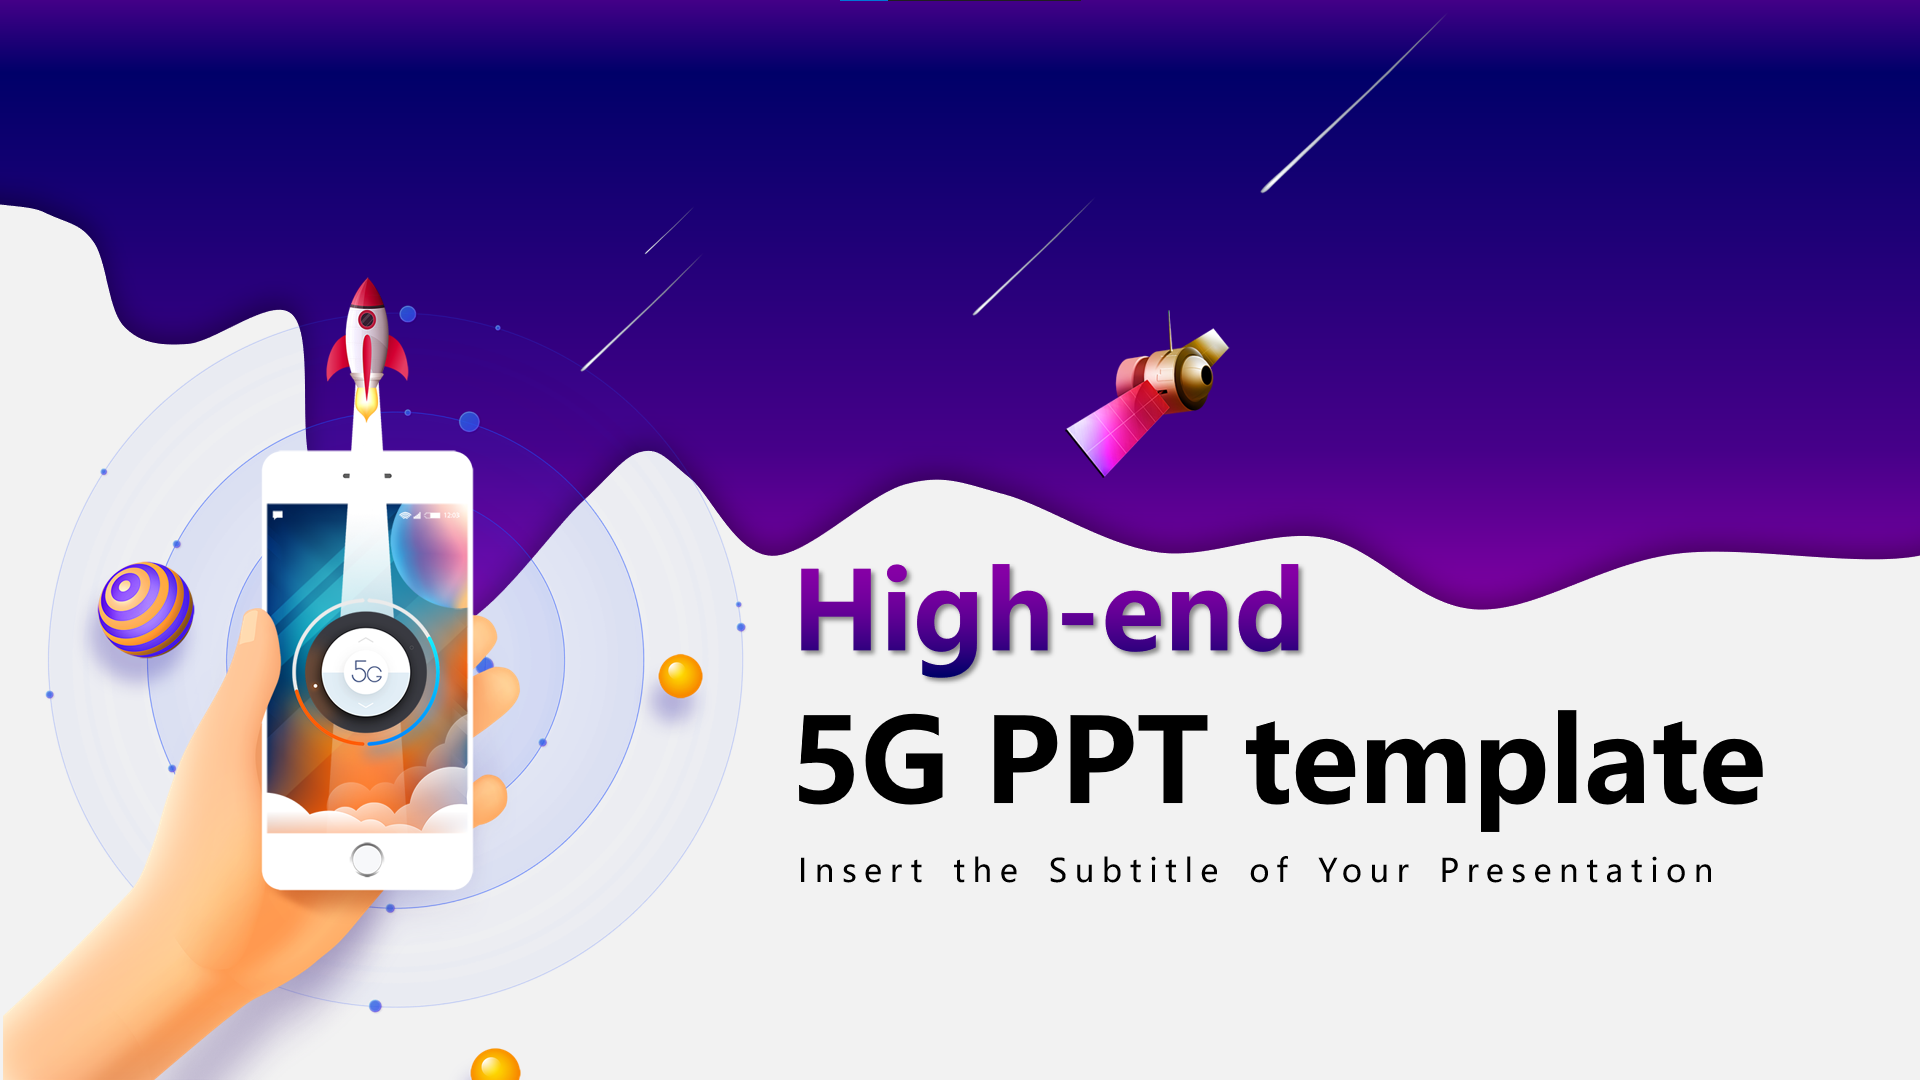 High-end
5G PPT template
Insert the Subtitle of Your Presentation
5G